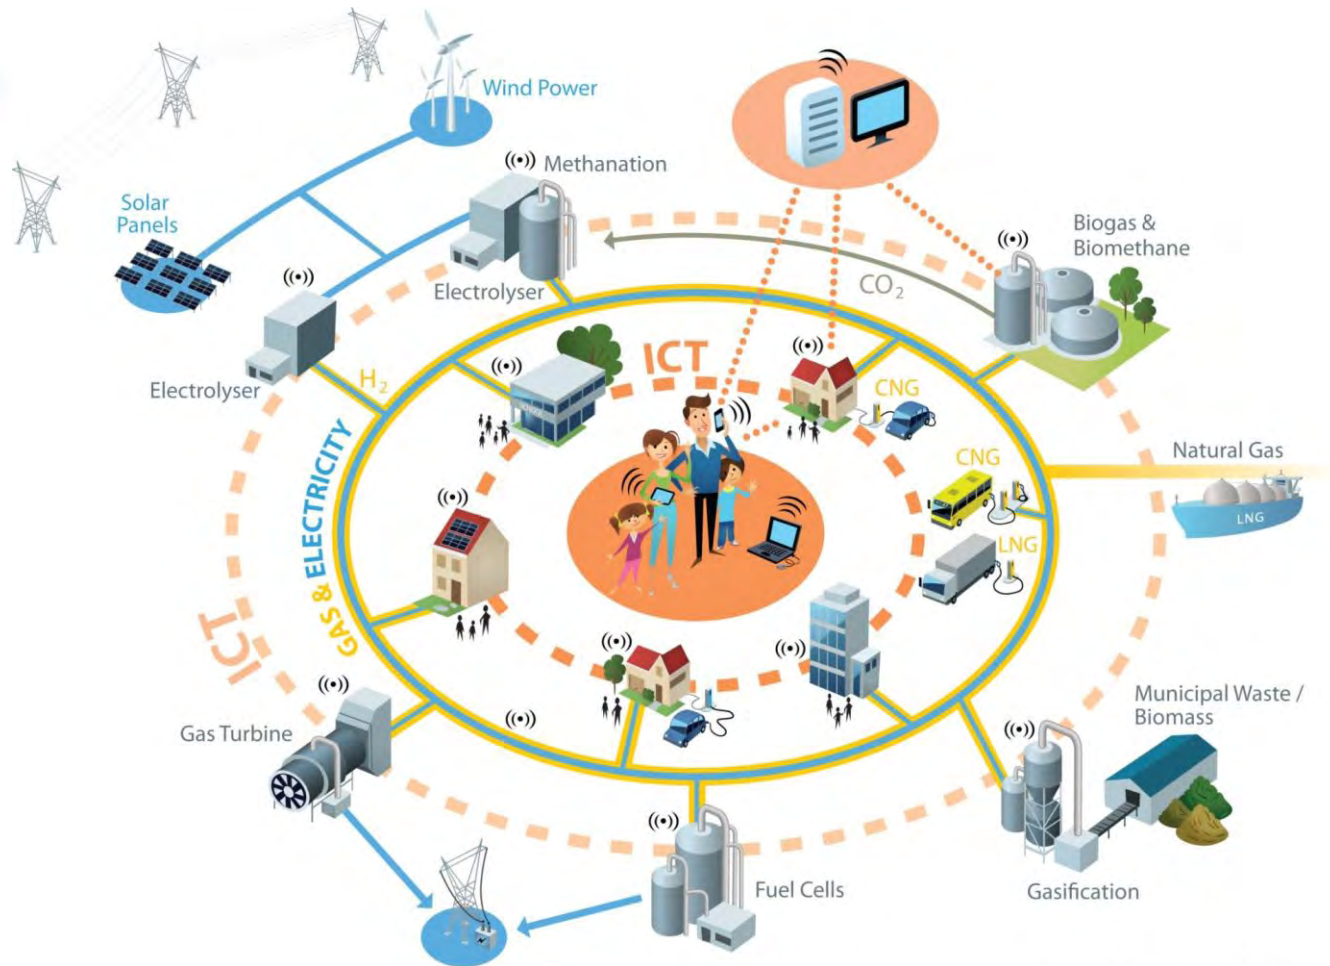 Wind Power
Methanation
Solar
Panels
Biogas &
Biomethane
CO2
Electrolyser
ICT
Electrolyser
H2
CNG
GAS & ELECTRICITY
CNG
Natural Gas
LNG
LNG
ICT
Municipal Waste /
Biomass
Gas Turbine
Fuel Cells
Gasification